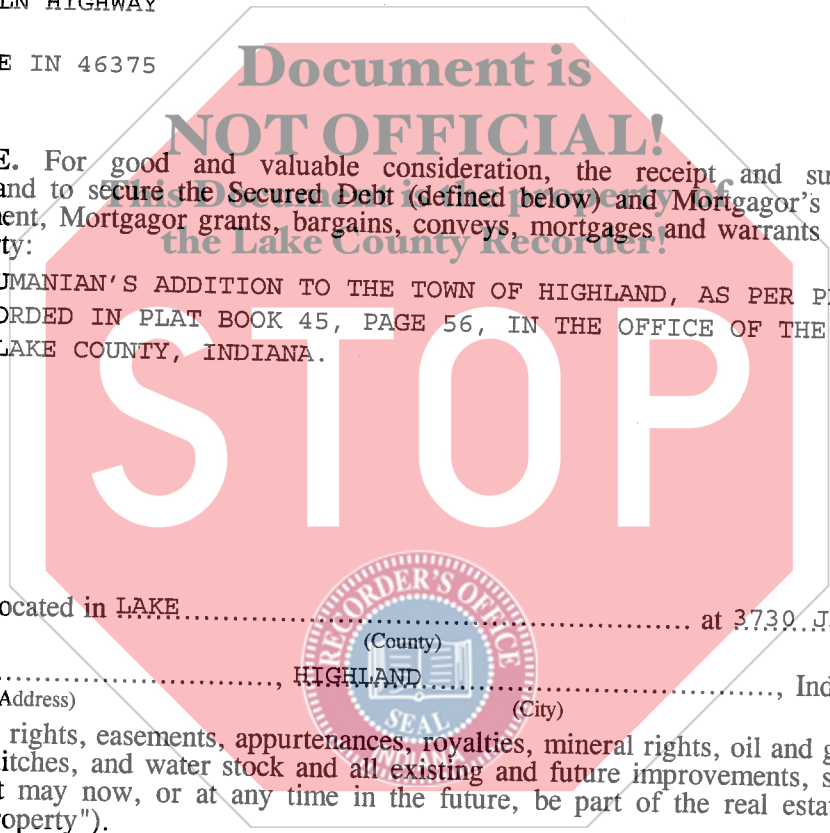 LN HIGHWAY
E IN 46375
Document is
NOT OFFICIAL!
This Document is the property of
the Lake County Recorder!
E. For good and valuable consideration, the receipt and su
and to secure the Secured Debt (defined below) and Mortgagor's
ent, Mortgagor grants, bargains, conveys, mortgages and warrants
ty:
UMANIAN'S ADDITION TO THE TOWN OF HIGHLAND, AS PER P
ORDED IN PLAT BOOK 45, PAGE 56, IN THE OFFICE OF THE
LAKE COUNTY, INDIANA.
STOP
ocated in LAKE at 3730 J
(County)
, HIGHLAND , Ind
Address) (City)
RECORDER'S OFFICE
SEAL
INDIANA
rights, easements, appurtenances, royalties, mineral rights, oil and g
itches, and water stock and all existing and future improvements, s
t may now, or at any time in the future, be part of the real esta
operty").